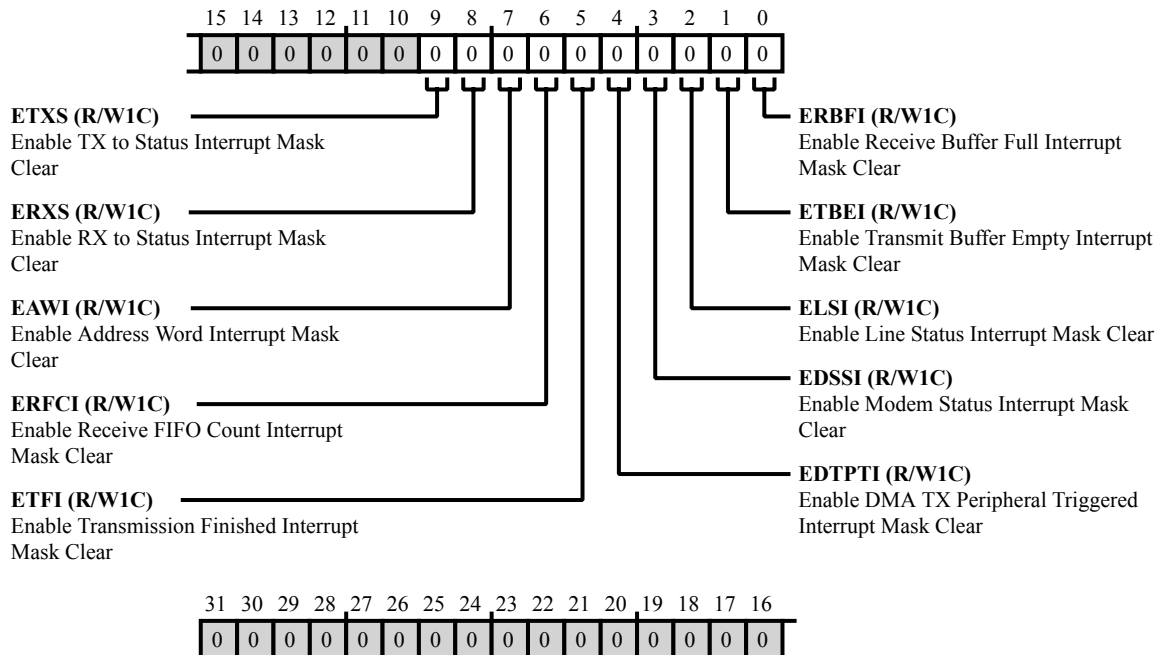 15 14 13 12 11 10 9 8 7 6 5 4 3 2 1 0
0 0 0 0 0 0 0 0 0 0 0 0 0 0 0 0
ETXS (R/W1C)
Enable TX to Status Interrupt Mask
Clear
ERXS (R/W1C)
Enable RX to Status Interrupt Mask
Clear
EAWI (R/W1C)
Enable Address Word Interrupt Mask
Clear
ERFCI (R/W1C)
Enable Receive FIFO Count Interrupt
Mask Clear
ETFI (R/W1C)
Enable Transmission Finished Interrupt
Mask Clear
ERBFI (R/W1C)
Enable Receive Buffer Full Interrupt
Mask Clear
ETBEI (R/W1C)
Enable Transmit Buffer Empty Interrupt
Mask Clear
ELSI (R/W1C)
Enable Line Status Interrupt Mask Clear
EDSSI (R/W1C)
Enable Modem Status Interrupt Mask
Clear
EDTPTI (R/W1C)
Enable DMA TX Peripheral Triggered
Interrupt Mask Clear
31 30 29 28 27 26 25 24 23 22 21 20 19 18 17 16
0 0 0 0 0 0 0 0 0 0 0 0 0 0 0 0